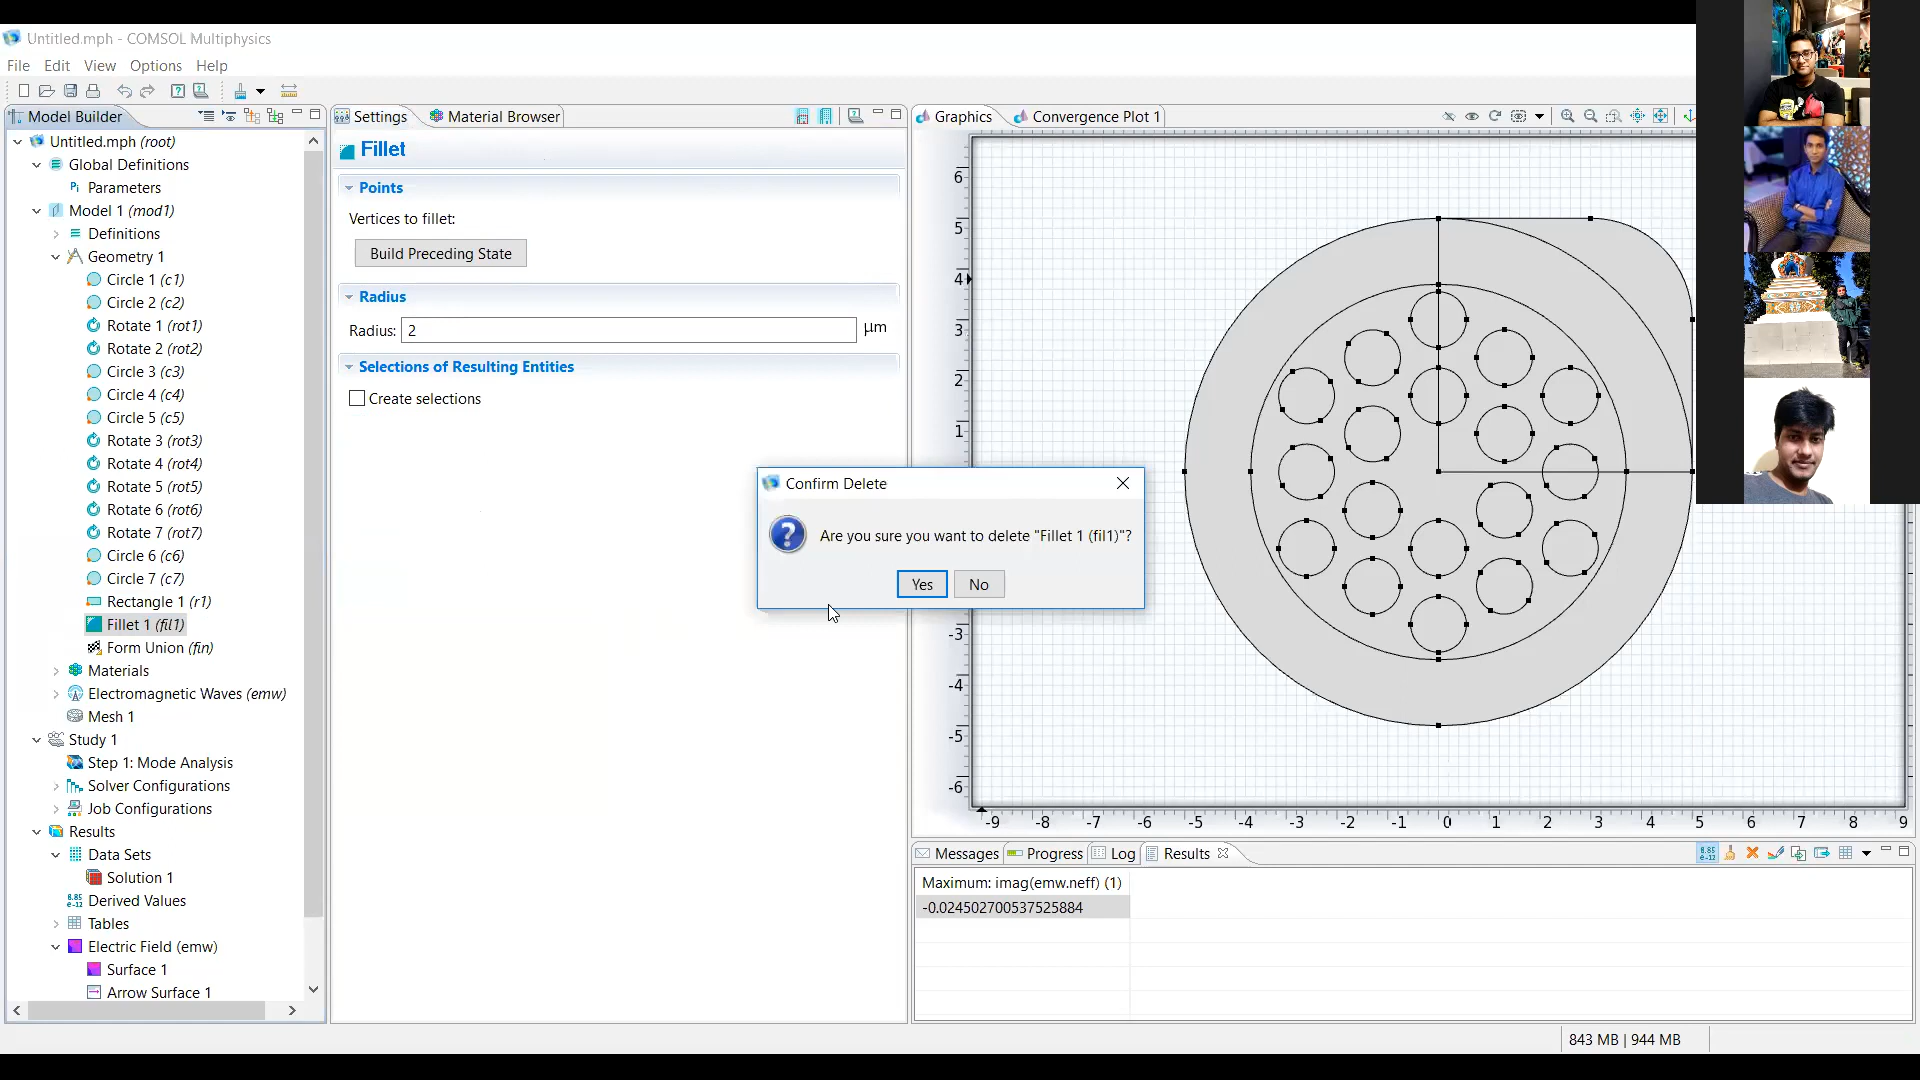 Untitled.mph - COMSOL Multiphysics
File Edit View Options Help
Model Builder
Untitled.mph (root)
Global Definitions
Pi Parameters
Model 1 (mod1)
Definitions
Geometry 1
Circle 1 (c1)
Circle 2 (c2)
Rotate 1 (rot1)
Rotate 2 (rot2)
Circle 3 (c3)
Circle 4 (c4)
Circle 5 (c5)
Rotate 3 (rot3)
Rotate 4 (rot4)
Rotate 5 (rot5)
Rotate 6 (rot6)
Rotate 7 (rot7)
Circle 6 (c6)
Circle 7 (c7)
Rectangle 1 (r1)
Fillet 1 (fil1)
Form Union (fin)
Materials
Electromagnetic Waves (emw)
Mesh 1
Study 1
Step 1: Mode Analysis
Solver Configurations
Job Configurations
Results
Data Sets
Solution 1
8.85 e-12 Derived Values
Tables
Electric Field (emw)
Surface 1
Arrow Surface 1
Settings Material Browser
Fillet
Points
Vertices to fillet:
Build Preceding State
Radius
Radius: 2 μm
Selections of Resulting Entities
Create selections
Confirm Delete
Are you sure you want to delete "Fillet 1 (fil1)"?
Yes No
Graphics Convergence Plot 1
6
5
4
3
2
1
-3
-4
-5
-6
-9 -8 -7 -6 -5 -4 -3 -2 -1 0 1 2 3 4 5 6 7 8 9
Messages Progress Log Results
8.85 e-12
Maximum: imag(emw.neff) (1)
-0.024502700537525884
843 MB | 944 MB